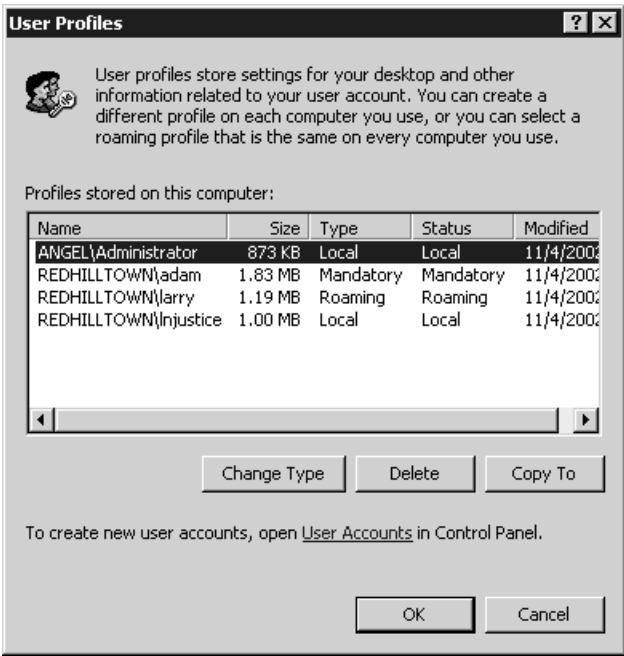 User Profiles
User profiles store settings for your desktop and other
information related to your user account. You can create a
different profile on each computer you use, or you can select a
roaming profile that is the same on every computer you use.
Profiles stored on this computer:
Name Size Type Status Modified
ANGEL\Administrator 873 KB Local Local 11/4/2002
REDHILLTOWN\adam 1.83 MB Mandatory Mandatory 11/4/2002
REDHILLTOWN\larry 1.19 MB Roaming Roaming 11/4/2002
REDHILLTOWN\lnjustice 1.00 MB Local Local 11/4/2002
Change Type Delete Copy To
To create new user accounts, open User Accounts in Control Panel.
OK Cancel